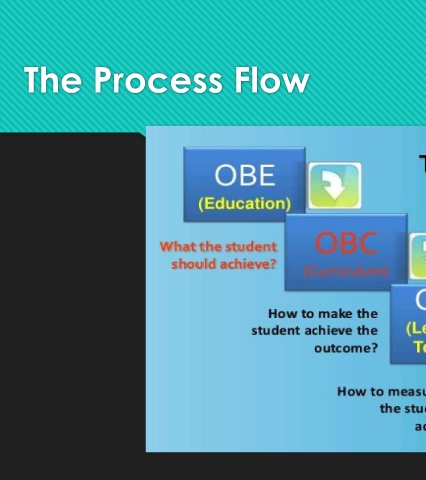 The Process Flow
T
OBE
(Education)
What the student
should achieve?
OBC
(Curriculum)
How to make the
student achieve the
outcome?
(Le
Te
How to measu
the stu